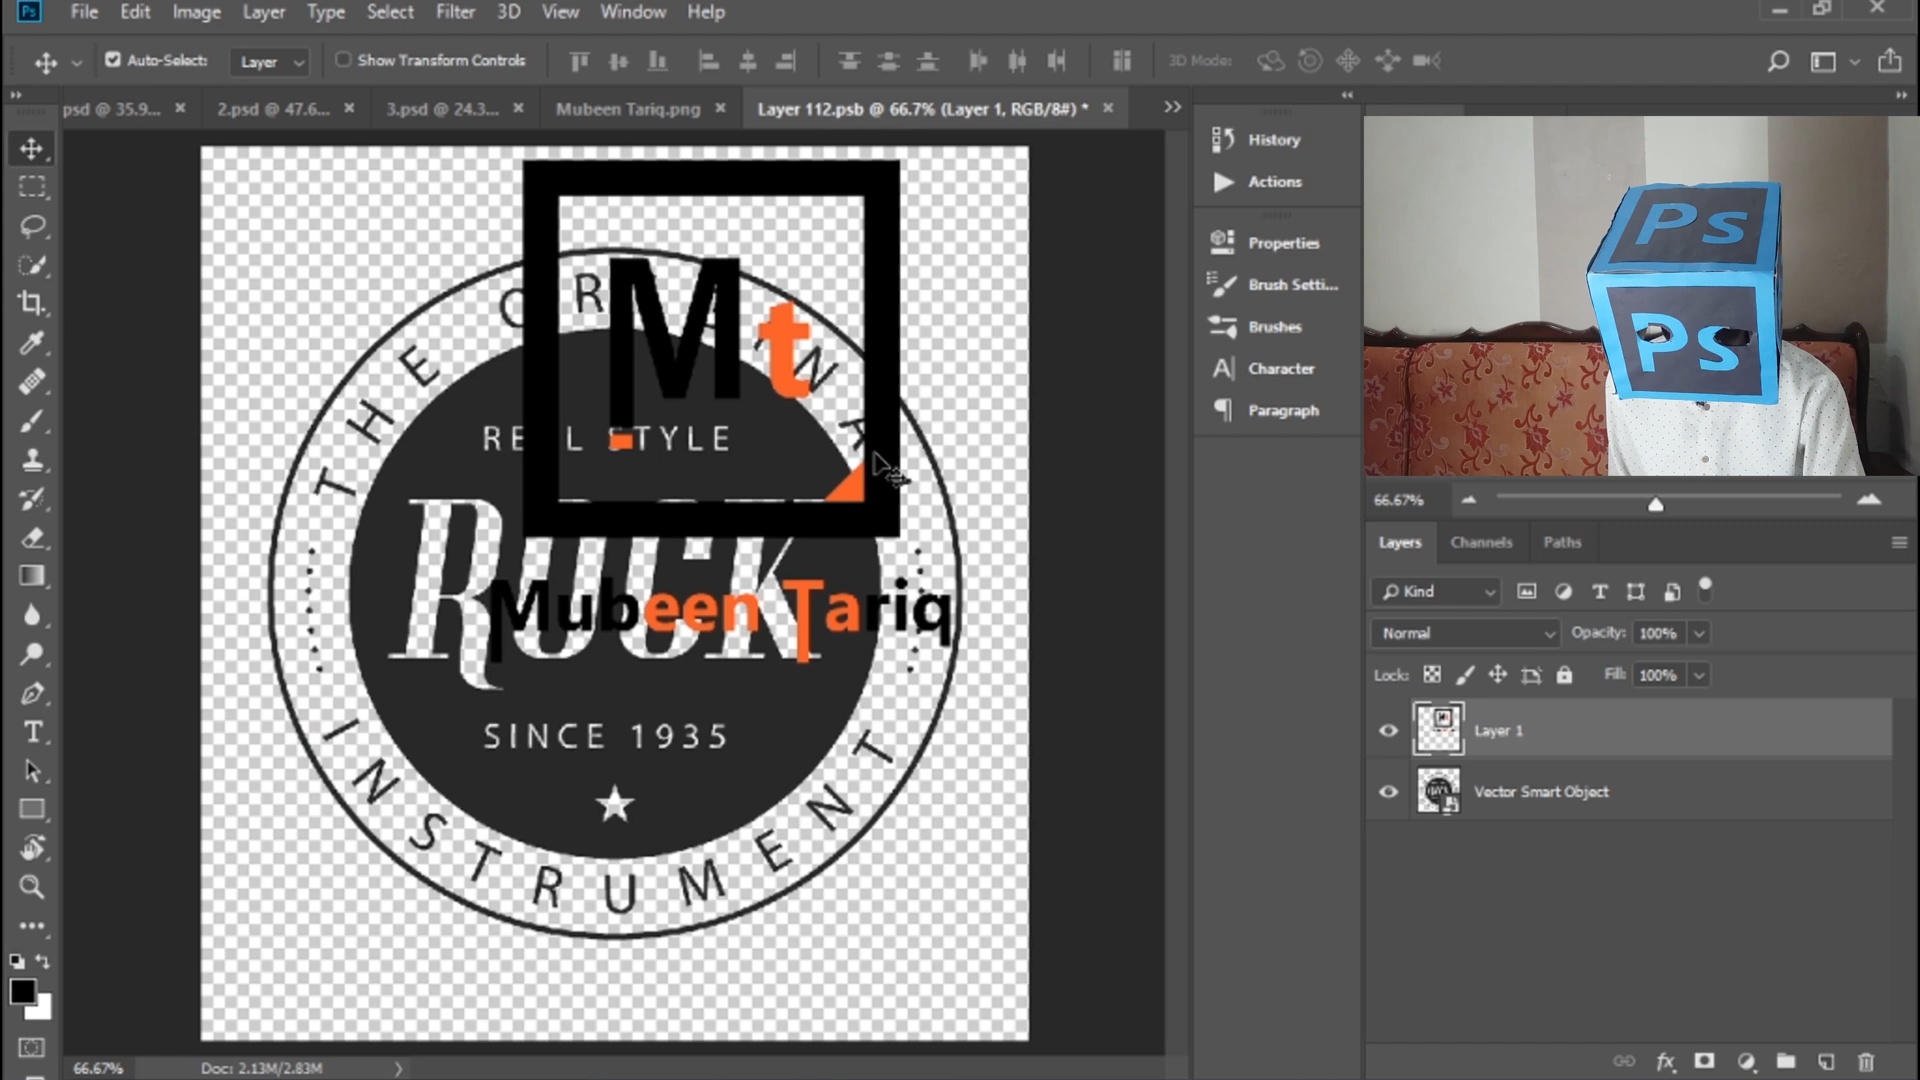 Ps File Edit Image Layer Type Select Filter 3D View Window Help
Auto-Select: Layer Show Transform Controls 3D Mode:
psd @ 35.9... × 2.psd @ 47.6... × 3.psd @ 24.3... × Mubeen Tariq.png × Layer 112.psb @ 66.7% (Layer 1, RGB/8#) * ×
History
Actions
Properties
Brush Setti...
Brushes
Character
Paragraph
Ps
Ps
THE
Mt
STYLE
ROCK
Mubeen Tariq
SINCE 1935
INSTRUMENT
66.67%
Layers Channels Paths
Kind
Normal Opacity: 100%
Lock: Fill: 100%
Layer 1
Vector Smart Object
66.67% Doc: 2.13M/2.83M